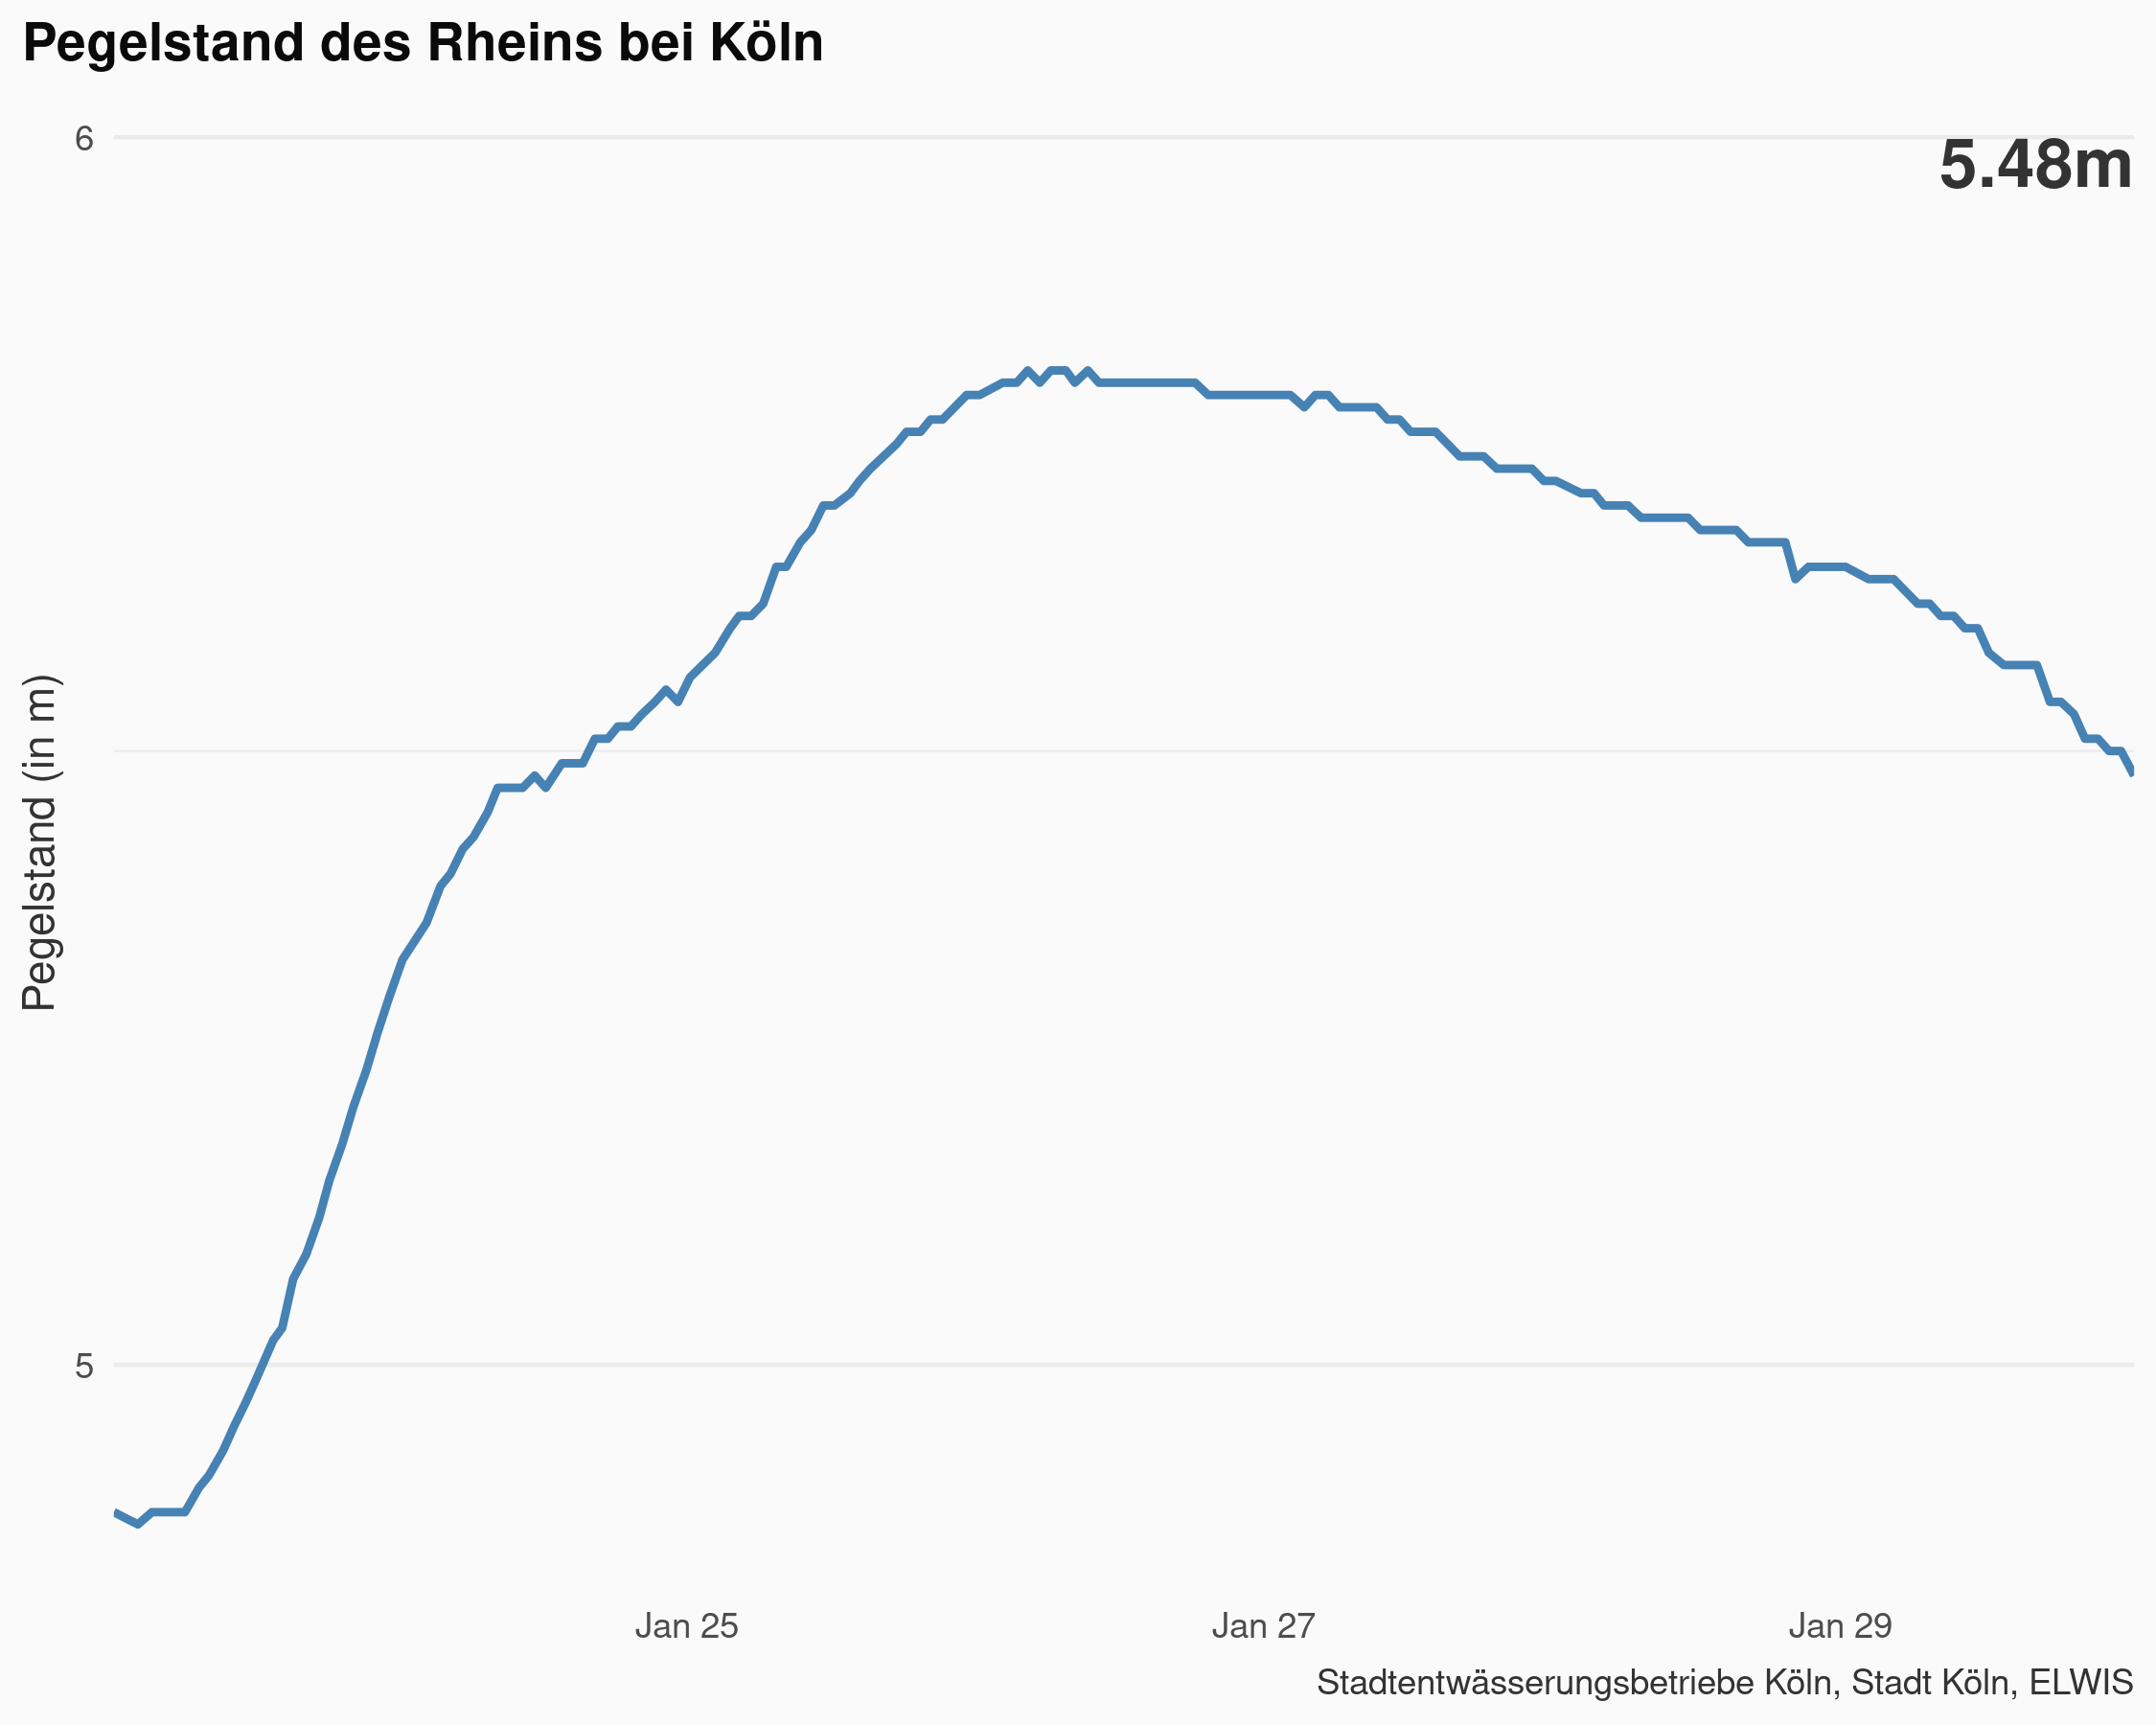 Pegelstand des Rheins bei Köln
6
5.48m
Pegelstand (in m)
5
Jan 25
Jan 27
Jan 29
Stadtentwässerungsbetriebe Köln, Stadt Köln, ELWIS